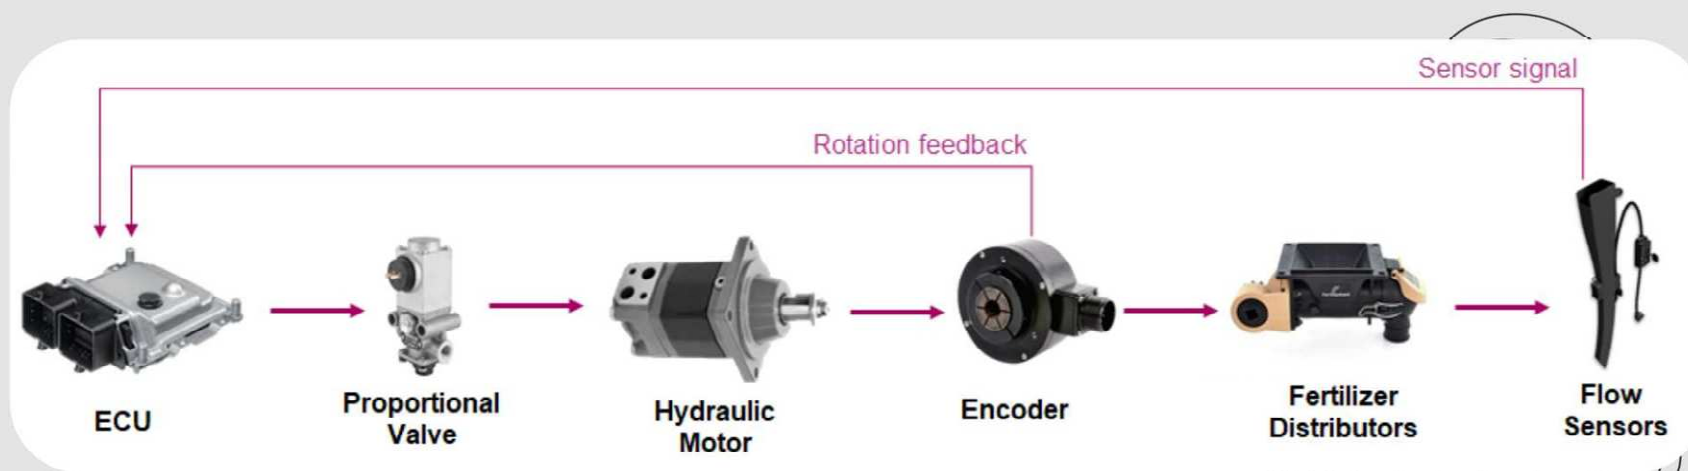 Sensor signal
Rotation feedback
ECU
Proportional
Valve
Hydraulic
Motor
Encoder
Fertilizer
Distributors
Flow
Sensors